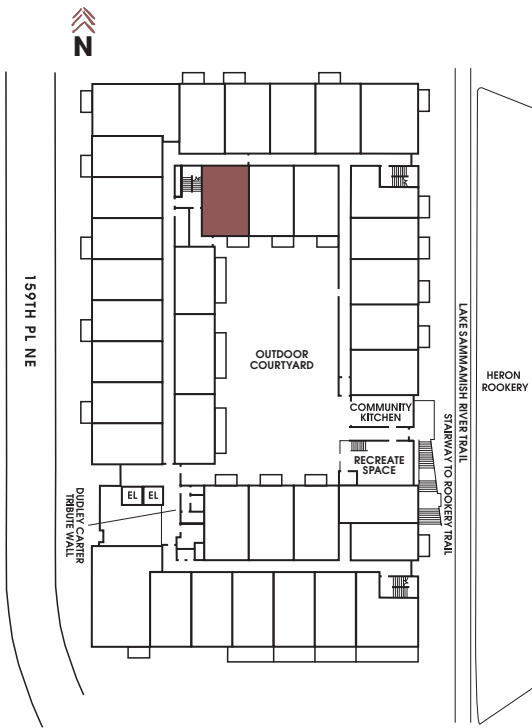 N
159TH PL NE
OUTDOOR
COURTYARD
LAKE SAMMAMISH RIVER TRAIL
HERON
ROOKERY
COMMUNITY
KITCHEN
STAIRWAY TO ROOKERY TRAIL
RECREATE
SPACE
EL
EL
DUDLEY CARTER
TRIBUTE WALL